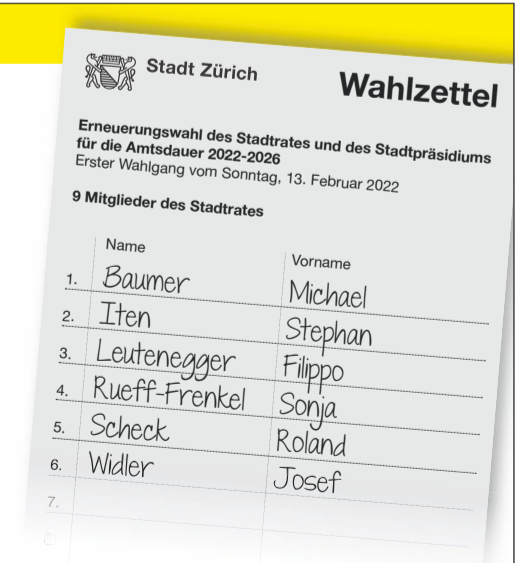 Stadt Zürich
Wahlzettel
Erneuerungswahl des Stadtrates und des Stadtpräsidiums
für die Amtsdauer 2022-2026
Erster Wahlgang vom Sonntag, 13. Februar 2022
9 Mitglieder des Stadtrates
Name Vorname
1. Baumer Michael
2. Iten Stephan
3. Leutenegger Filippo
4. Rueff-Frenkel Sonja
5. Scheck Roland
6. Widler Josef
7.